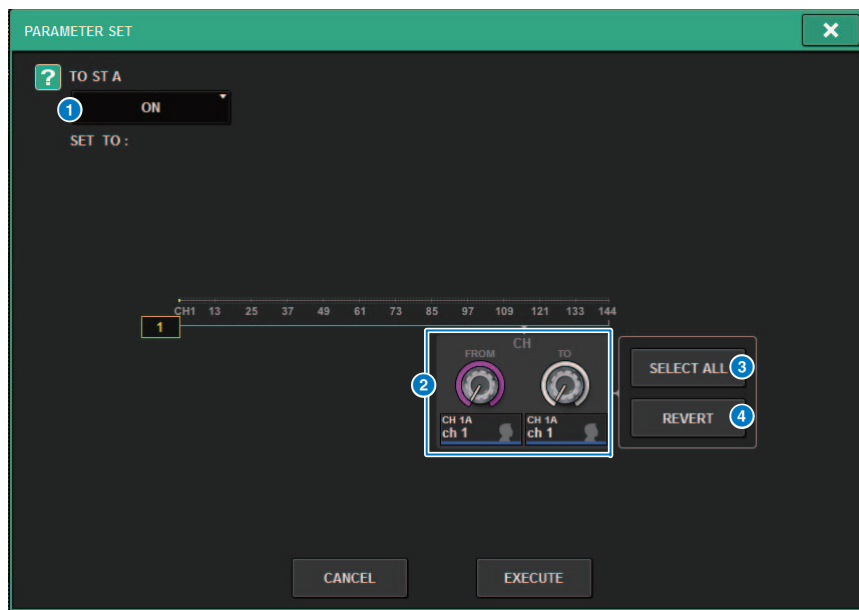 PARAMETER SET
? TO ST A
1 ON
SET TO :
CH1 13 25 37 49 61 73 85 97 109 121 133 144
1
CH
FROM TO
2
CH 1A CH 1A
ch 1 ch 1
SELECT ALL 3
REVERT 4
CANCEL EXECUTE